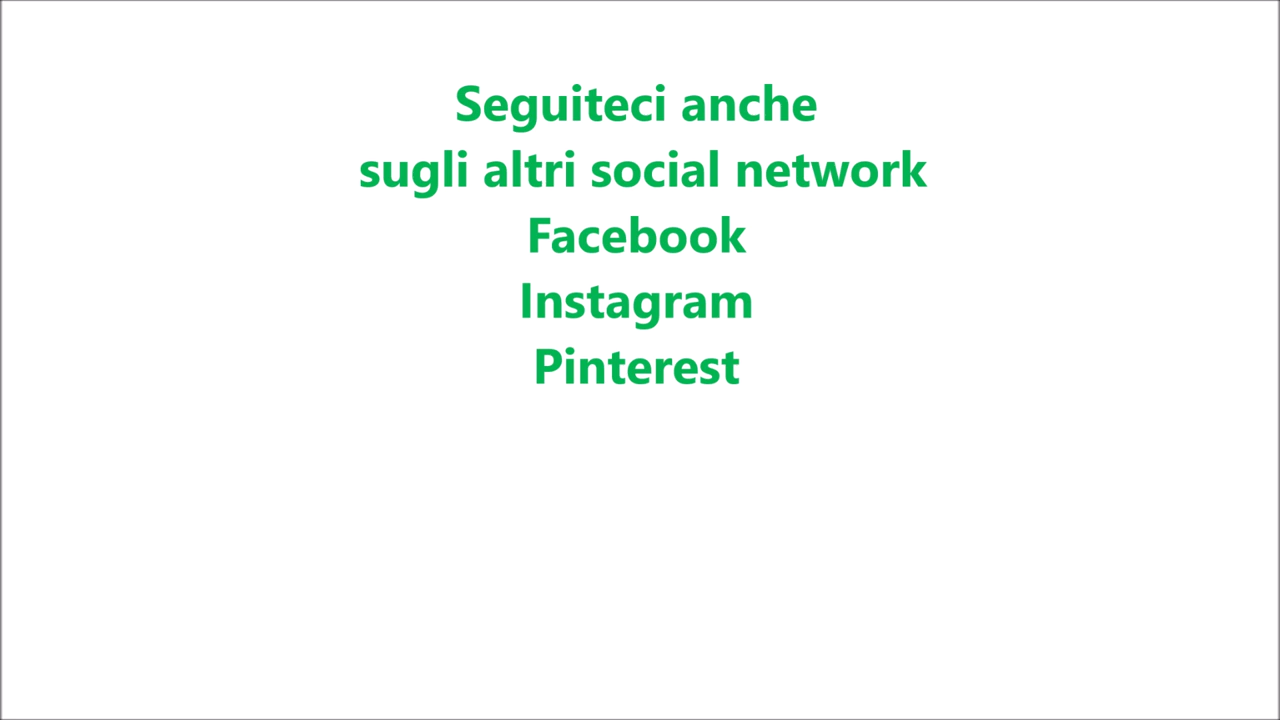 Seguiteci anche
sugli altri social network
Facebook
Instagram
Pinterest